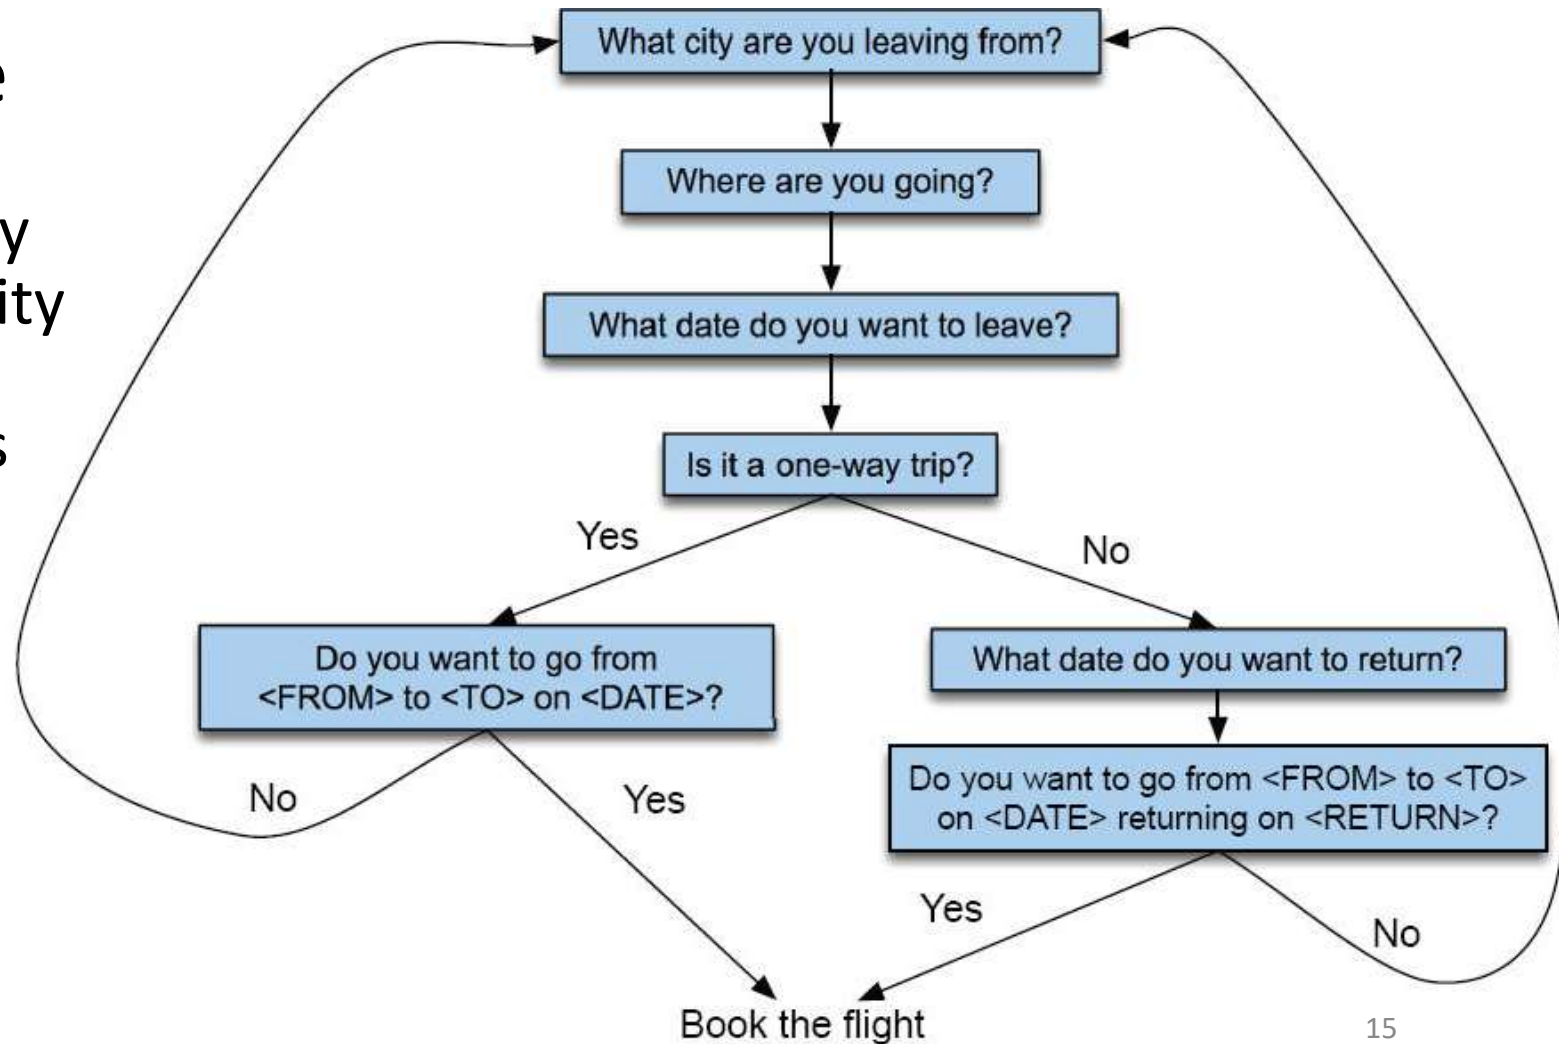 e
y
ity
s
What city are you leaving from?
Where are you going?
What date do you want to leave?
Is it a one-way trip?
Yes
No
Do you want to go from
<FROM> to <TO> on <DATE>?
What date do you want to return?
Do you want to go from <FROM> to <TO>
on <DATE> returning on <RETURN>?
No
Yes
Yes
No
Book the flight
15